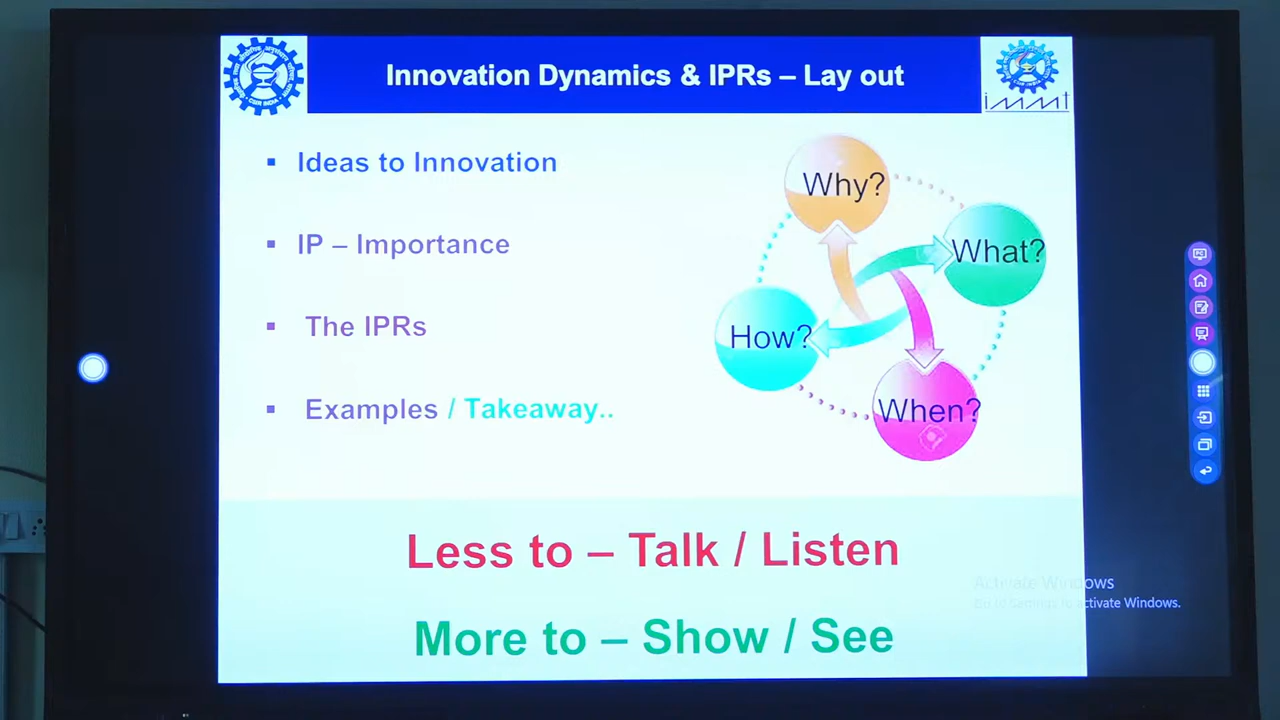 Innovation Dynamics & IPRs – Lay out
immt
▪ Ideas to Innovation
▪ IP – Importance
▪ The IPRs
▪ Examples / Takeaway..
Why?
What?
How?
When?
Less to – Talk / Listen
More to – Show / See
Activate Windows
Go to Settings to activate Windows.